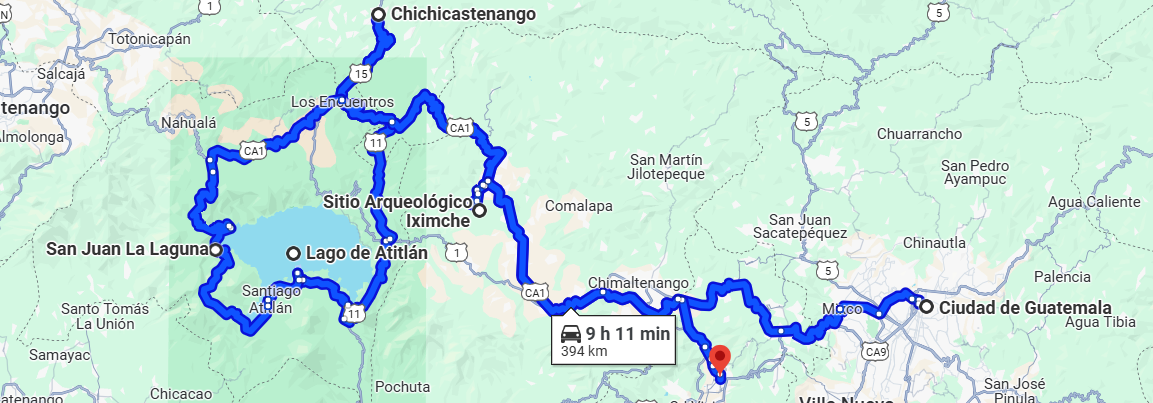 Chichicastenango
1
5
Totonicapán
Salcajá
15
tenango
Los Encuentros
Nahualá
Almolonga
CA1
11
CA1
5
Chuarrancho
San Martín
Jilotepeque
San Pedro
Ayampuc
Sitio Arqueológico
Iximche
Comalapa
Agua Caliente
San Juan
Sacatepéquez
Chinautla
San Juan La Laguna
Lago de Atitlán
1
5
Palencia
Chimaltenango
Santiago
Atitlán
CA1
Santo Tomás
La Unión
11
Mixco
Ciudad de Guatemala
Agua Tibia
9 h 11 min
394 km
CA9
Samayac
Chicacao
Pochuta
San José
Pinula
Villa Nueva